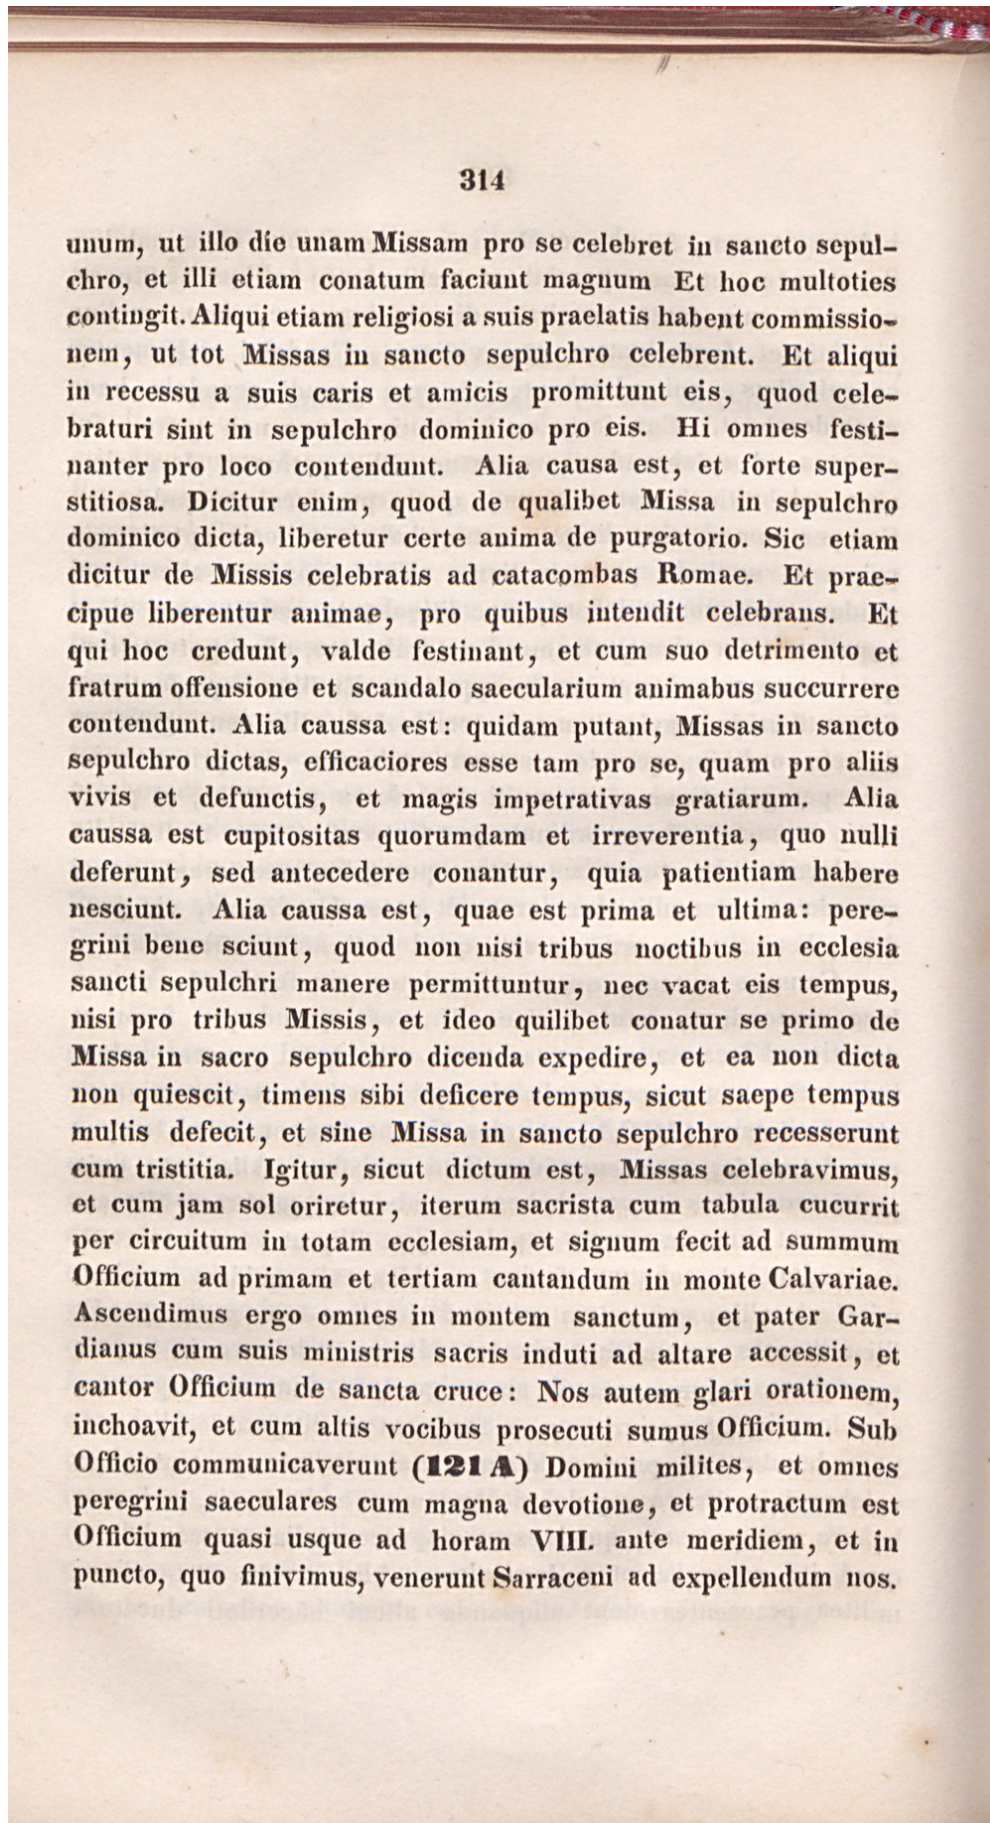 314
unum, ut illo die unam Missam pro se celebret in sancto sepul-
chro, et illi etiam conatum faciunt magnum Et hoc multoties
contingit. Aliqui etiam religiosi a suis praelatis habent commissio-
nem, ut tot Missas in sancto sepulchro celebrent. Et aliqui
in recessu a suis caris et amicis promittunt eis, quod cele-
braturi sint in sepulchro dominico pro eis. Hi omnes festi-
nanter pro loco contendunt. Alia causa est, et forte super-
stitiosa. Dicitur enim, quod de qualibet Missa in sepulchro
dominico dicta, liberetur certe anima de purgatorio. Sic etiam
dicitur de Missis celebratis ad catacombas Romae. Et prae-
cipue liberentur animae, pro quibus intendit celebrans. Et
qui hoc credunt, valde festinant, et cum suo detrimento et
fratrum offensione et scandalo saecularium animabus succurrere
contendunt. Alia caussa est: quidam putant, Missas in sancto
sepulchro dictas, efficaciores esse tam pro se, quam pro aliis
vivis et defunctis, et magis impetrativas gratiarum. Alia
caussa est cupitositas quorumdam et irreverentia, quo nulli
deferunt, sed antecedere conantur, quia patientiam habere
nesciunt. Alia caussa est, quae est prima et ultima: pere-
grini bene sciunt, quod non nisi tribus noctibus in ecclesia
sancti sepulchri manere permittuntur, nec vacat eis tempus,
nisi pro tribus Missis, et ideo quilibet conatur se primo de
Missa in sacro sepulchro dicenda expedire, et ea non dicta
non quiescit, timens sibi deficere tempus, sicut saepe tempus
multis defecit, et sine Missa in sancto sepulchro recesserunt
cum tristitia. Igitur, sicut dictum est, Missas celebravimus,
et cum jam sol oriretur, iterum sacrista cum tabula cucurrit
per circuitum in totam ecclesiam, et signum fecit ad summum
Officium ad primam et tertiam cantandum in monte Calvariae.
Ascendimus ergo omnes in montem sanctum, et pater Gar-
dianus cum suis ministris sacris induti ad altare accessit, et
cantor Officium de sancta cruce: Nos autem glari orationem,
inchoavit, et cum altis vocibus prosecuti sumus Officium. Sub
Officio communicaverunt (121 A) Domini milites, et omnes
peregrini saeculares cum magna devotione, et protractum est
Officium quasi usque ad horam VIII. ante meridiem, et in
puncto, quo finivimus, venerunt Sarraceni ad expellendum nos.